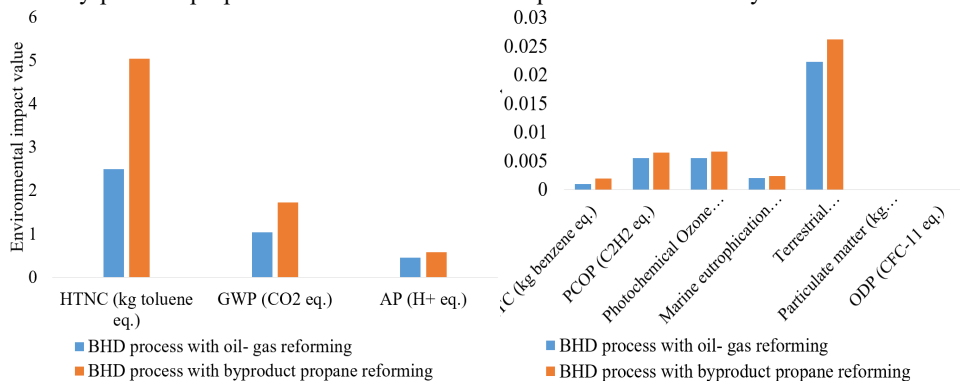 6
5
4
3
2
1
0
Environmental impact value
HTNC (kg toluene
eq.)
GWP (CO2 eq.)
AP (H+ eq.)
BHD process with oil- gas reforming
BHD process with byproduct propane reforming
0.03
0.025
0.02
0.015
0.01
0.005
0
(kg benzene eq.)
PCOP (C2H2 eq.)
Photochemical Ozone…
Marine eutrophication…
Terrestrial…
Particulate matter (kg…
ODP (CFC-11 eq.)
BHD process with oil- gas reforming
BHD process with byproduct propane reforming